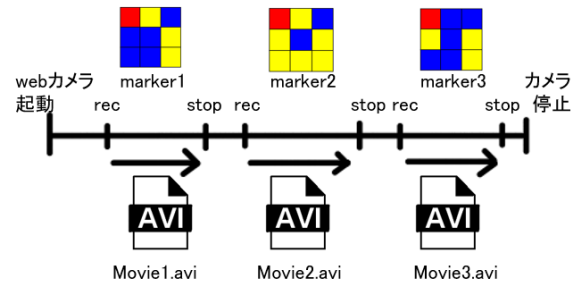 webカメラ
起動
marker1
marker2
marker3
カメラ
停止
rec
stop
rec
stop
rec
stop
AVI
AVI
AVI
Movie1.avi
Movie2.avi
Movie3.avi